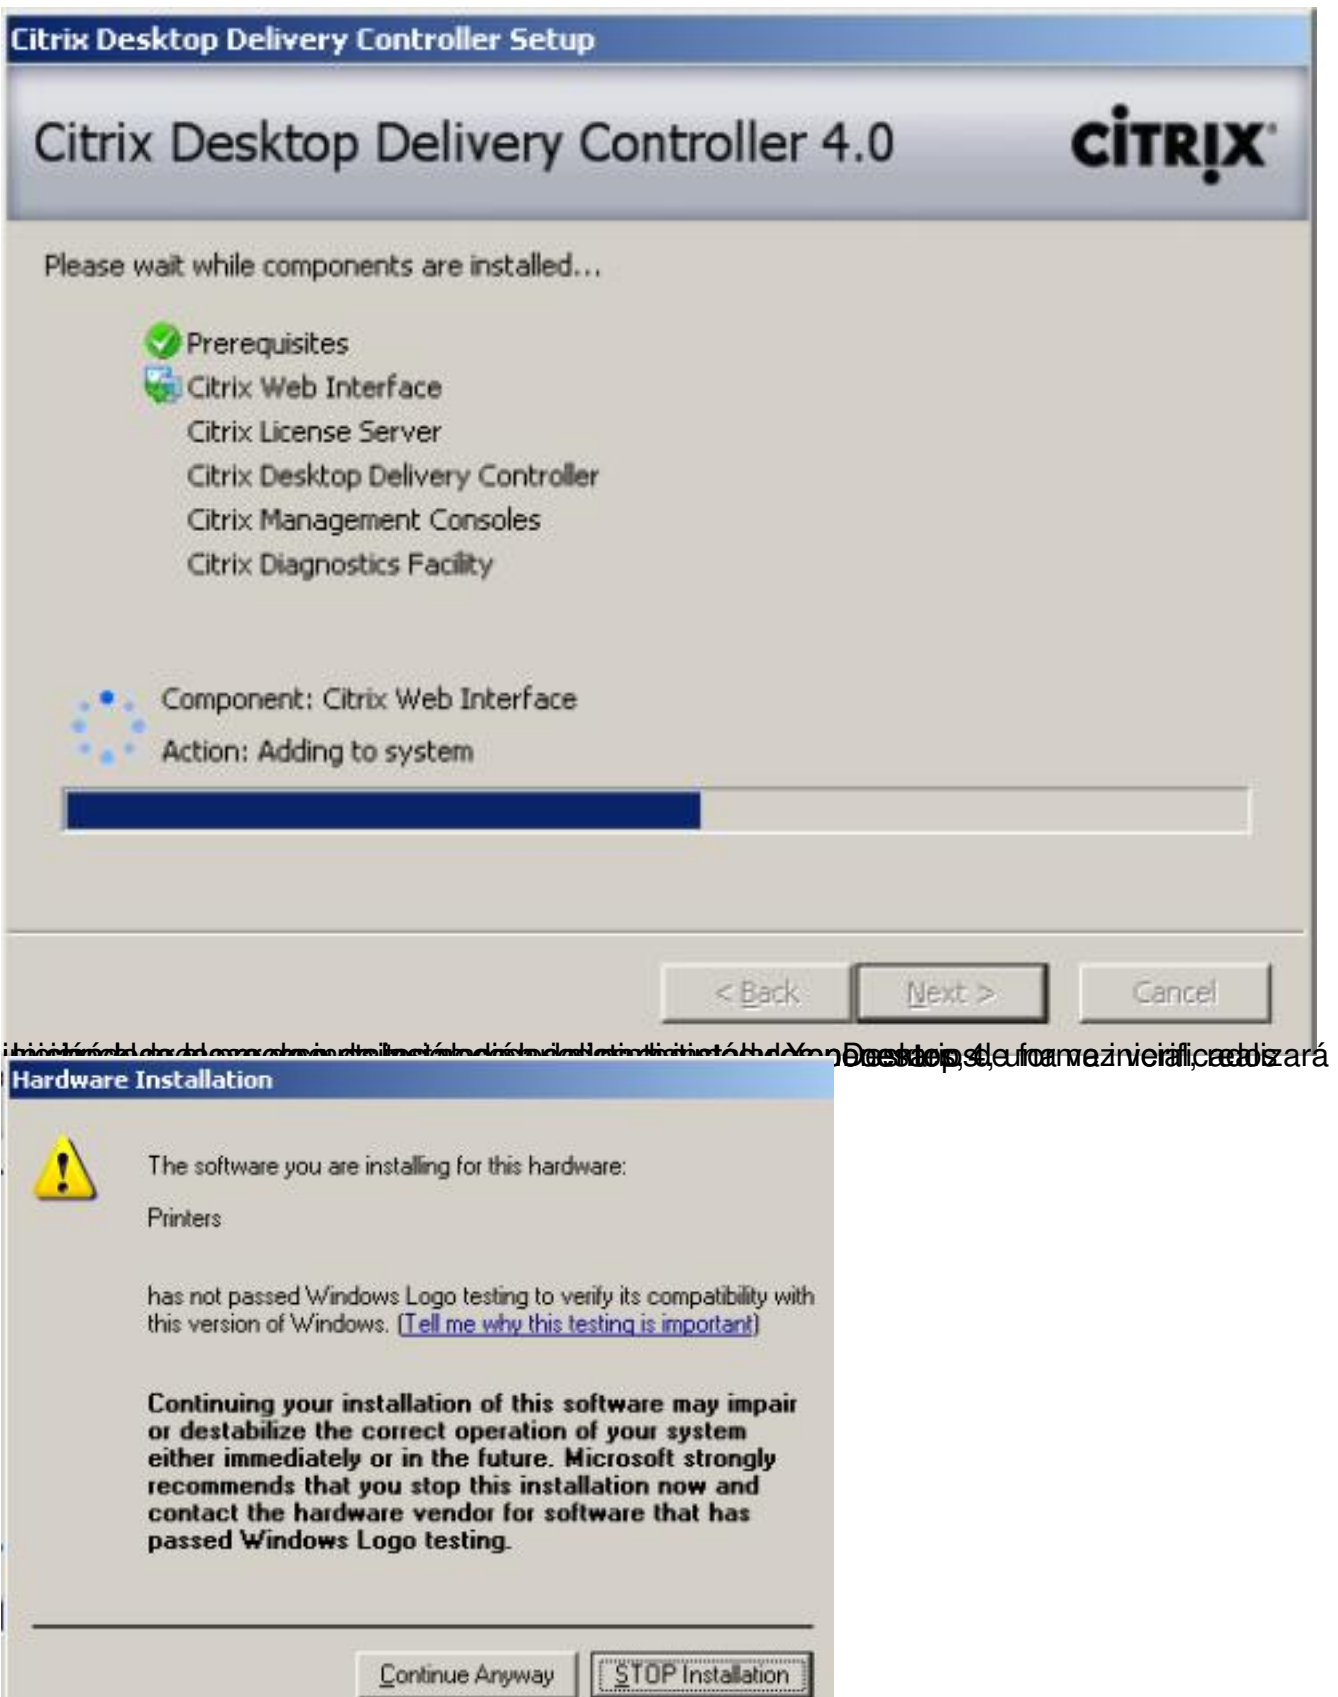 Citrix Desktop Delivery Controller Setup
Citrix Desktop Delivery Controller 4.0
CİTRIX
Please wait while components are installed...
Prerequisites
Citrix Web Interface
Citrix License Server
Citrix Desktop Delivery Controller
Citrix Management Consoles
Citrix Diagnostics Facility
Component: Citrix Web Interface
Action: Adding to system
< Back
Next >
Cancel
Hardware Installation
The software you are installing for this hardware:
Printers
has not passed Windows Logo testing to verify its compatibility with
this version of Windows. (Tell me why this testing is important)
Continuing your installation of this software may impair
or destabilize the correct operation of your system
either immediately or in the future. Microsoft strongly
recommends that you stop this installation now and
contact the hardware vendor for software that has
passed Windows Logo testing.
Continue Anyway
STOP Installation